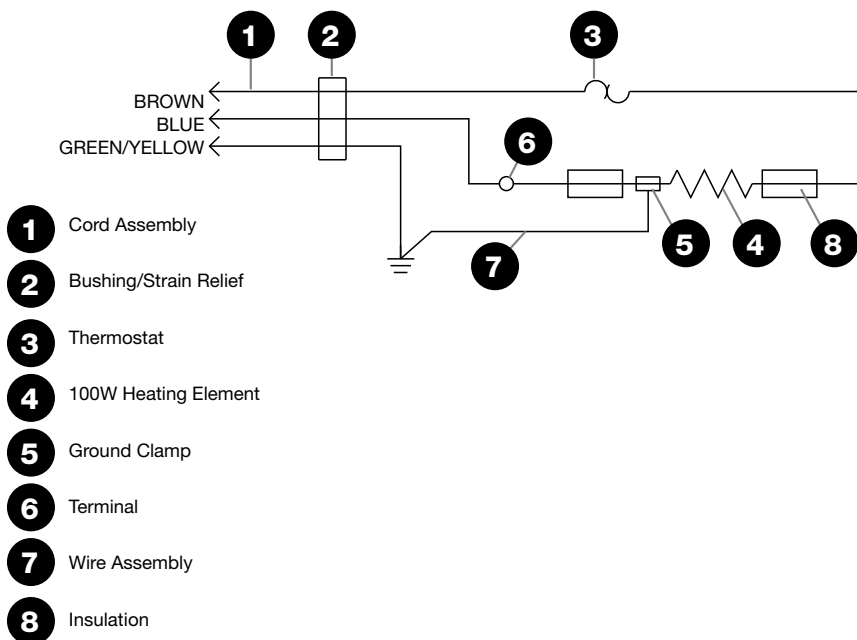 1 2 3
BROWN
BLUE
GREEN/YELLOW
6
5 4 8
7
1 Cord Assembly
2 Bushing/Strain Relief
3 Thermostat
4 100W Heating Element
5 Ground Clamp
6 Terminal
7 Wire Assembly
8 Insulation